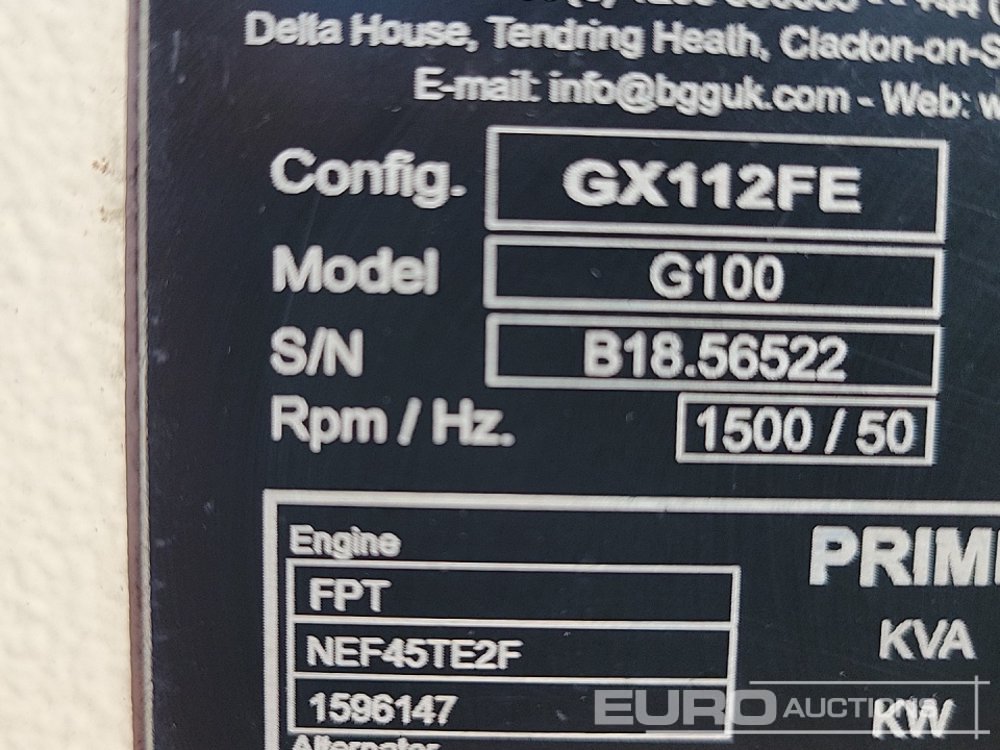 Delta House, Tendring Heath, Clacton-on-S
E-mail: info@bgguk.com - Web: w
Config. GX112FE
Model G100
S/N B18.56522
Rpm / Hz. 1500 / 50
Engine
FPT
NEF45TE2F
1596147
Alternator
PRIM
KVA
KW
EURO AUCTIONS